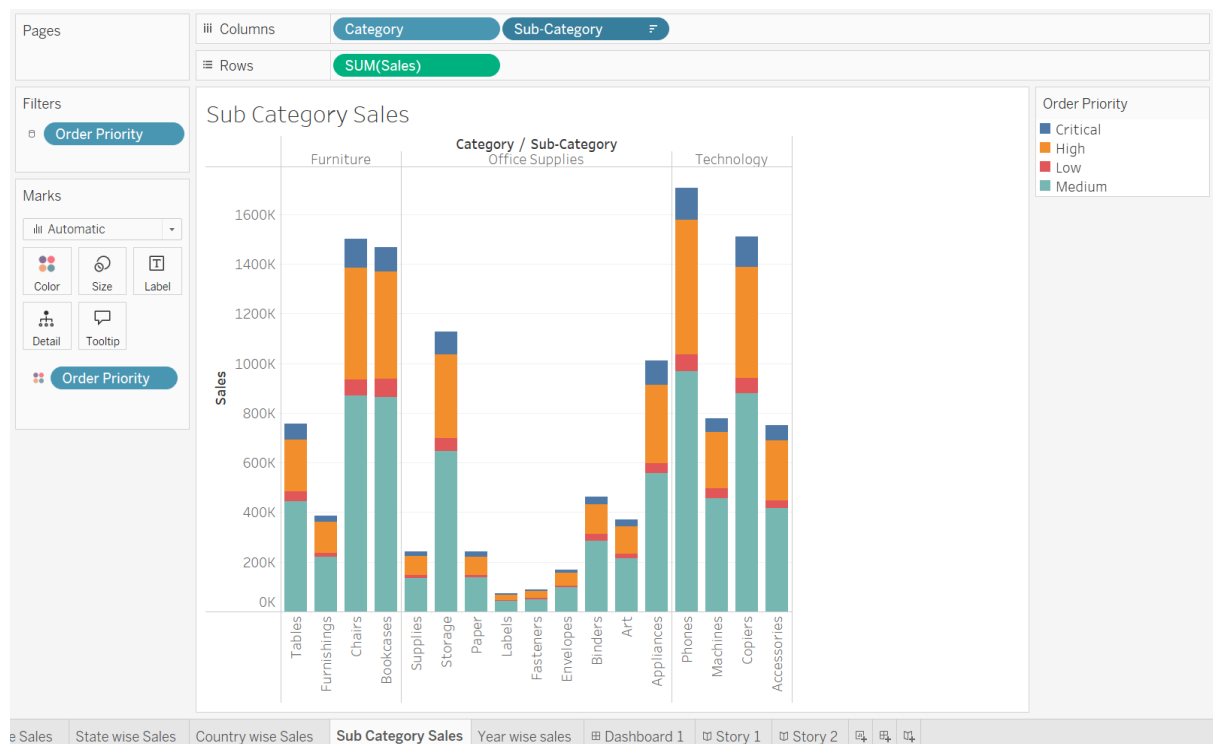 Pages
Columns
Category
Sub-Category
Rows
SUM(Sales)
Filters
Order Priority
Marks
Automatic
Color
Size
Label
Detail
Tooltip
Order Priority
Sub Category Sales
Category / Sub-Category
Furniture
Office Supplies
Technology
1600K
1400K
1200K
1000K
800K
600K
400K
200K
0K
Sales
Tables
Furnishings
Chairs
Bookcases
Supplies
Storage
Paper
Labels
Fasteners
Envelopes
Binders
Art
Appliances
Phones
Machines
Copiers
Accessories
Order Priority
Critical
High
Low
Medium
e Sales
State wise Sales
Country wise Sales
Sub Category Sales
Year wise sales
Dashboard 1
Story 1
Story 2